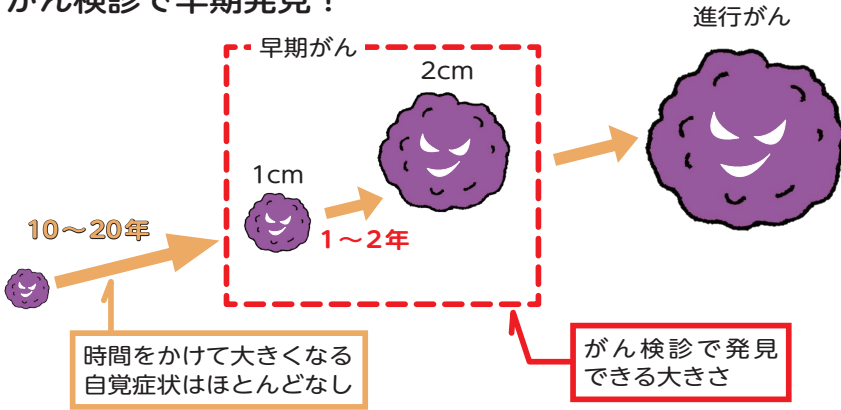 がん検診で早期発見！
進行がん
早期がん
2cm
1cm
10～20年
1～2年
時間をかけて大きくなる
自覚症状はほとんどなし
がん検診で発見
できる大きさ